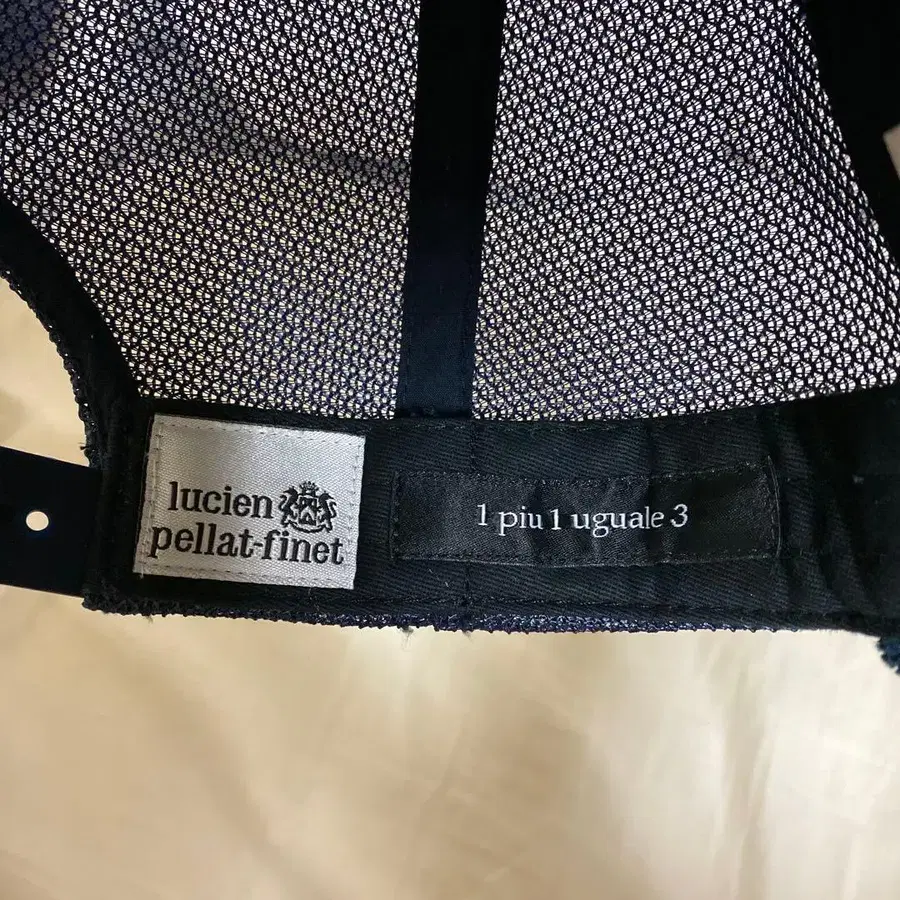 lucien
pellat-finet
1 piu 1 uguale 3